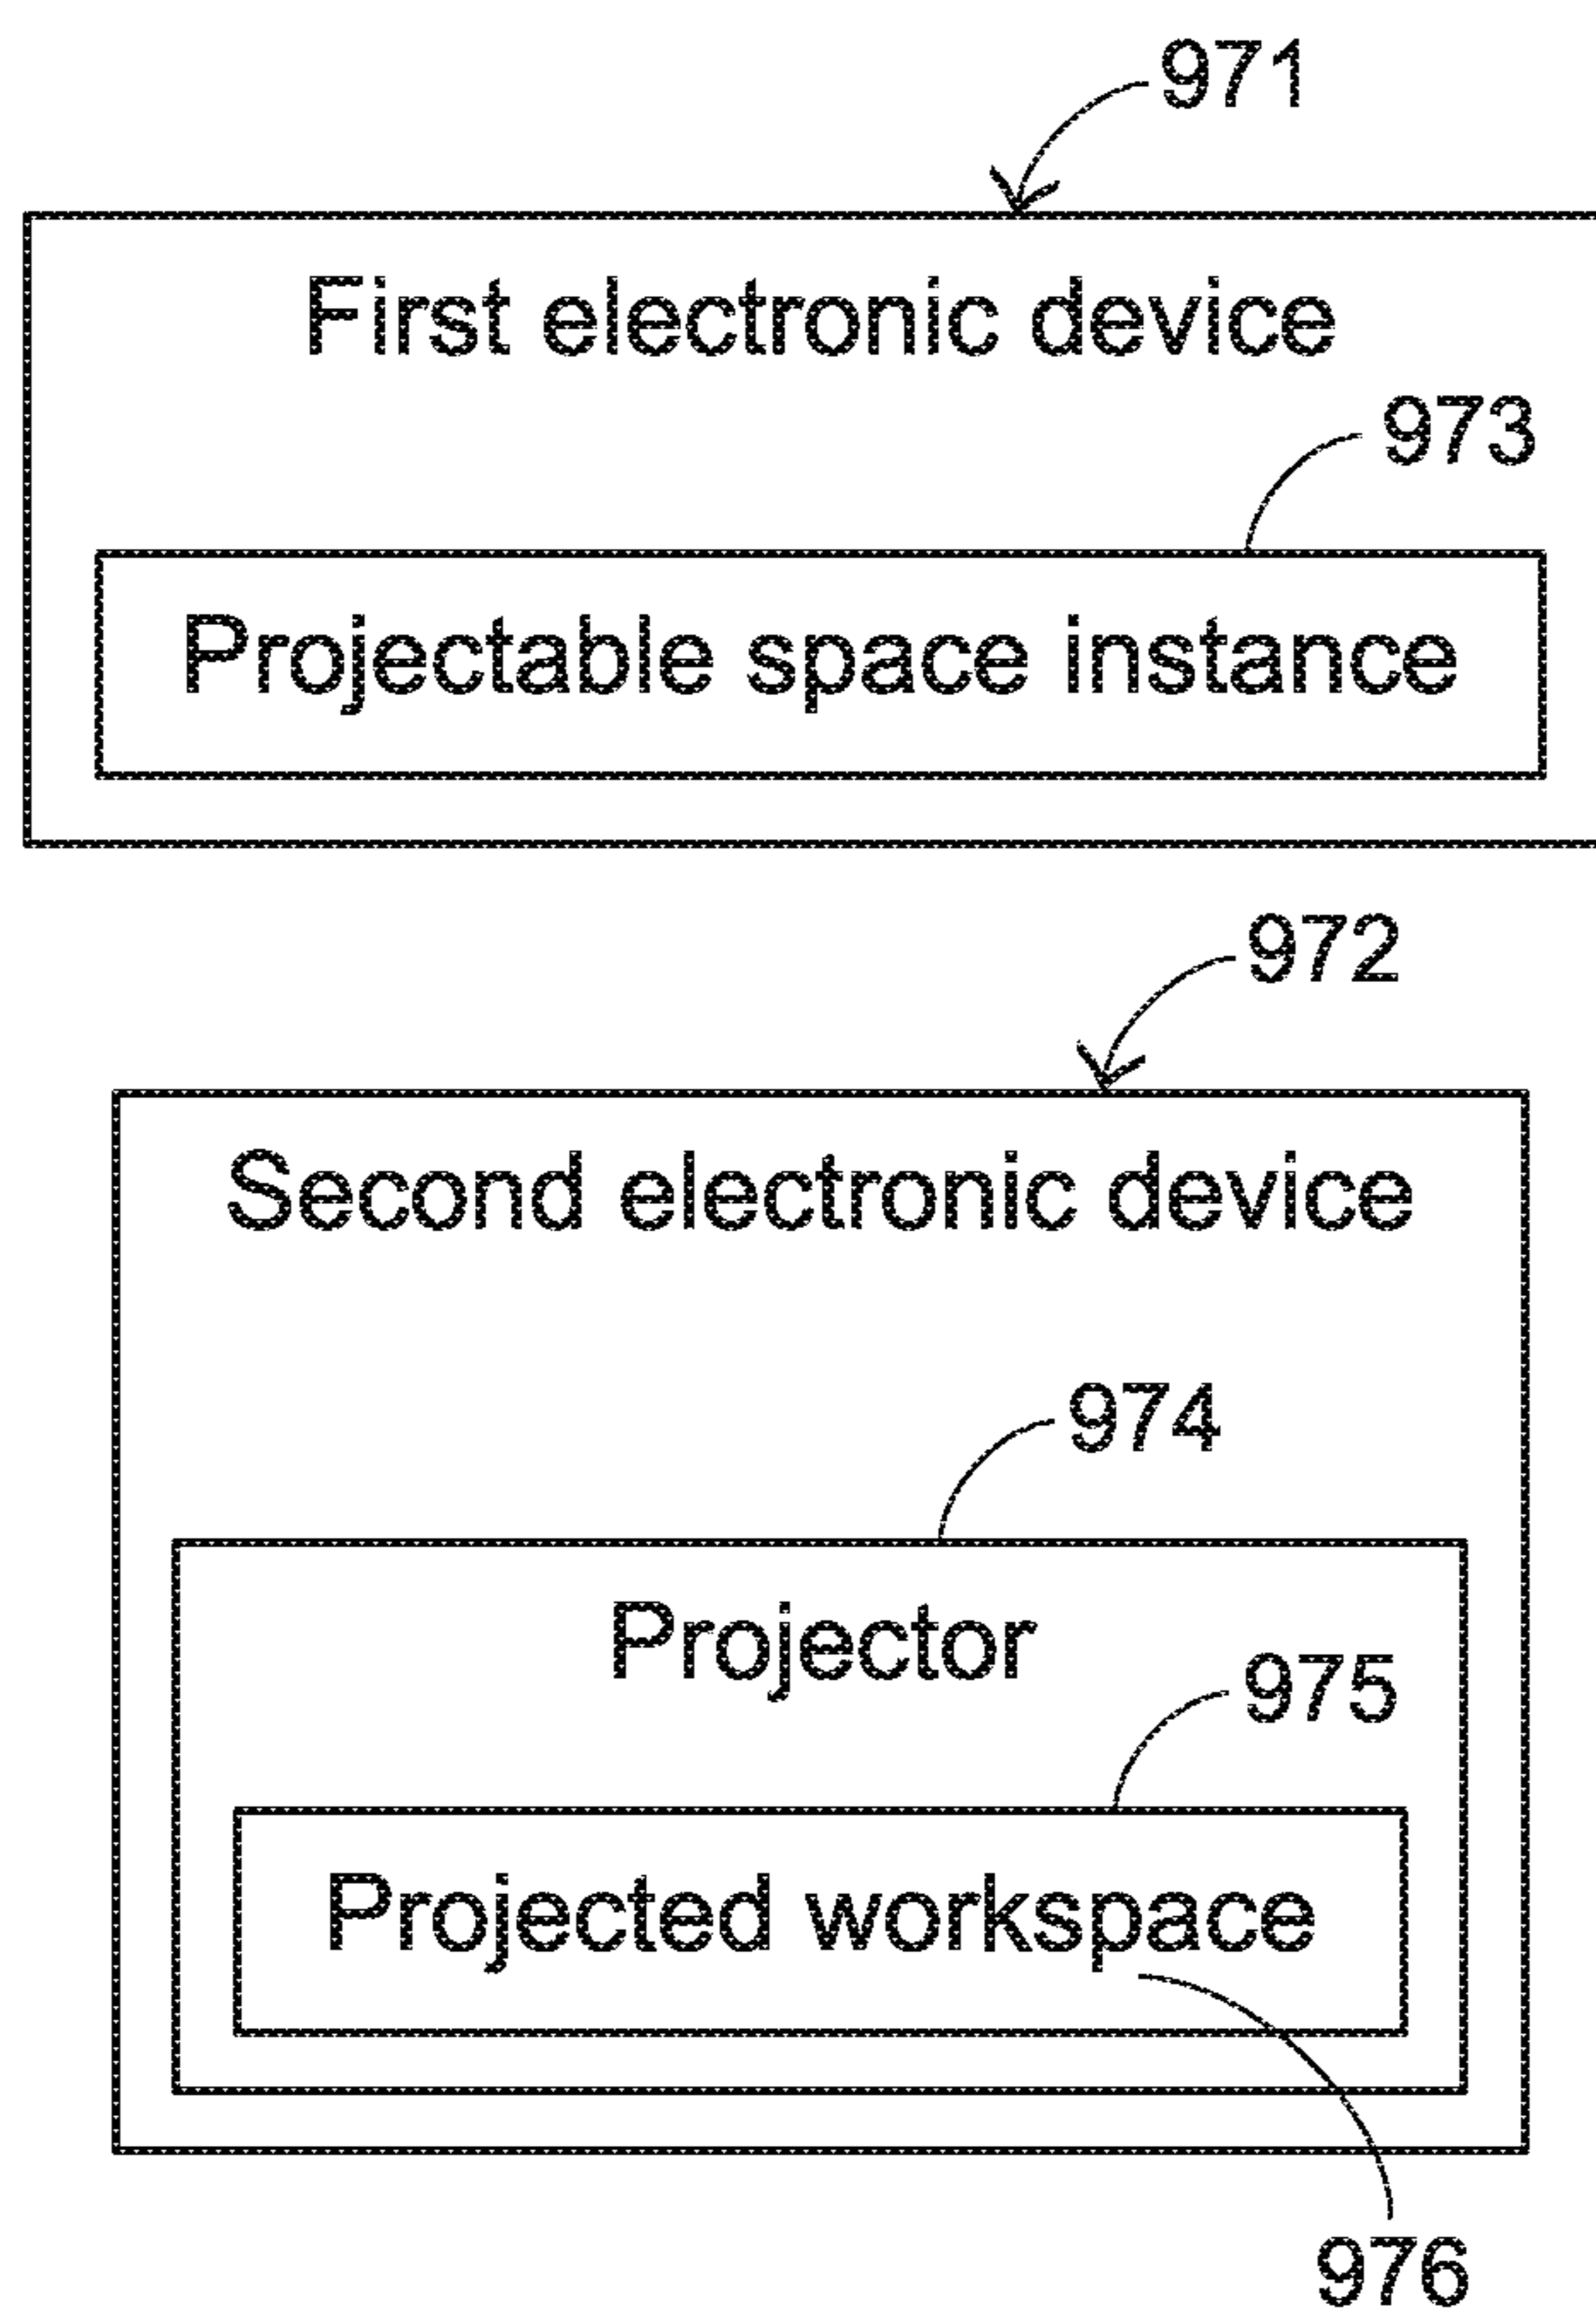 971
First electronic device
973
Projectable space instance
972
Second electronic device
974
Projector
975
Projected workspace
976